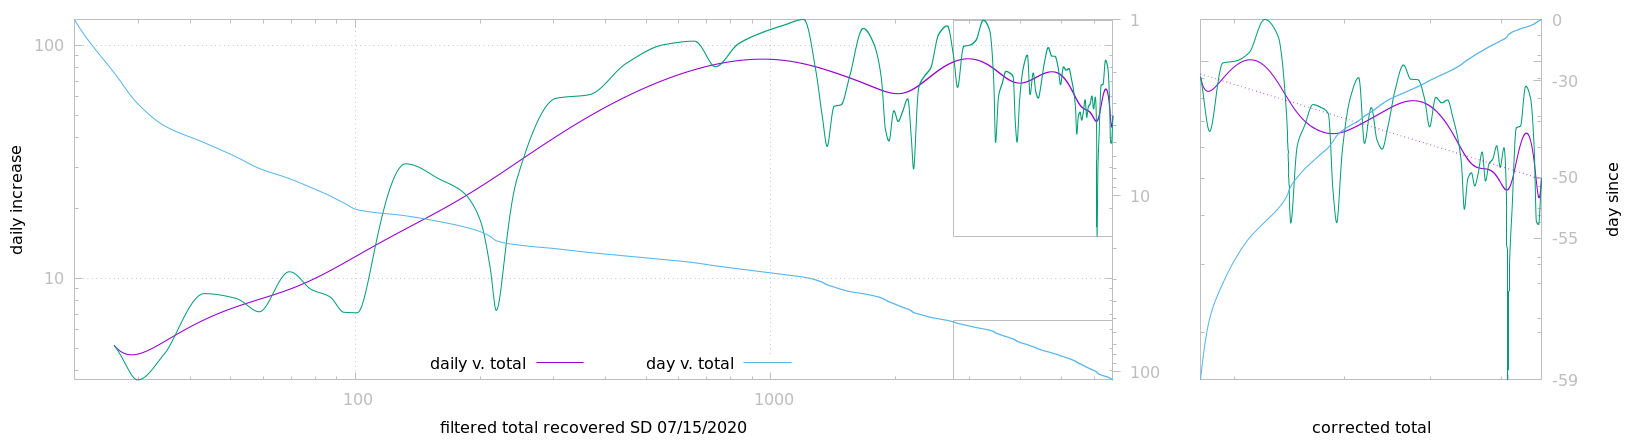 100
10
daily increase
daily v. total
day v. total
100
1000
filtered total recovered SD 07/15/2020
1
10
100
0
-30
-50
-55
-59
day since
corrected total